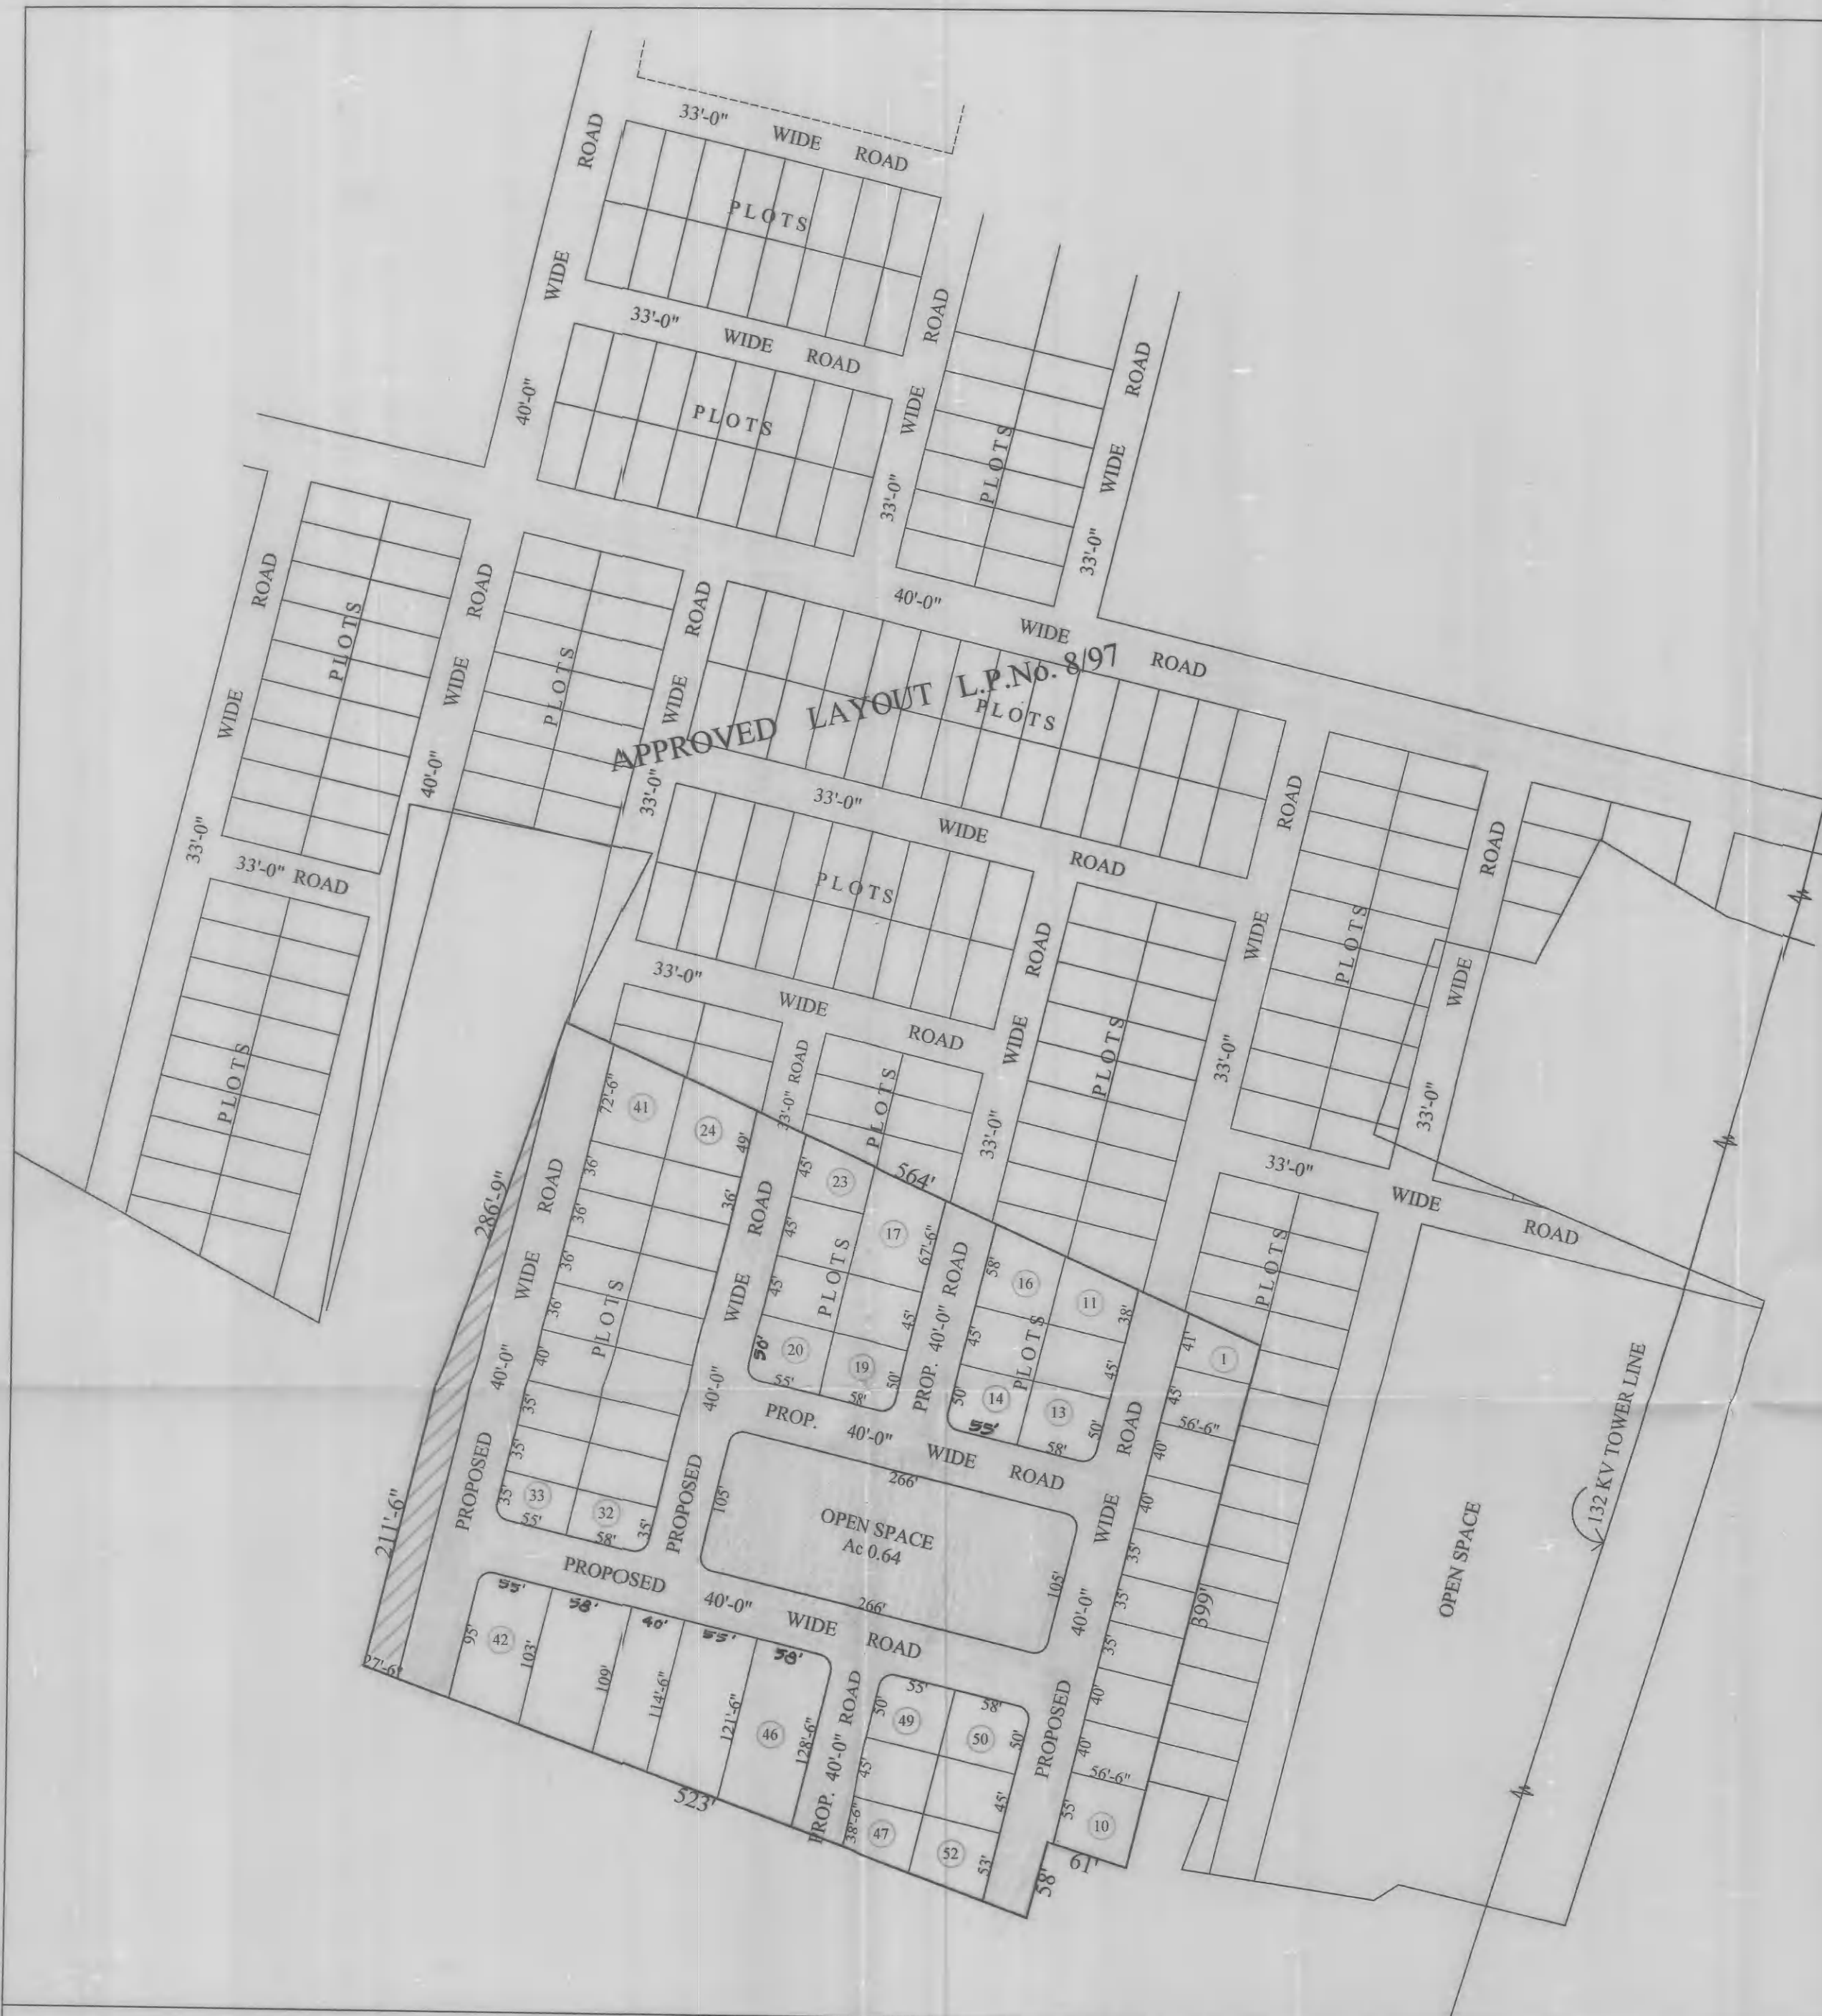 33'-0" WIDE ROAD
PLOTS
40'-0" WIDE ROAD
33'-0" WIDE ROAD
PLOTS
33'-0" WIDE ROAD
PLOTS
33'-0" WIDE ROAD
40'-0" WIDE ROAD
33'-0" WIDE ROAD
PLOTS
40'-0" WIDE ROAD
PLOTS
33'-0" WIDE ROAD
APPROVED LAYOUT L.P.No. 8/97
PLOTS
33'-0" WIDE ROAD
33'-0" ROAD
PLOTS
PLOTS
33'-0" WIDE ROAD
33'-0" WIDE ROAD
PLOTS
33'-0" WIDE ROAD
PLOTS
33'-0" WIDE ROAD
33'-0" ROAD
PLOTS
33'-0" WIDE ROAD
PLOTS
OPEN SPACE
132 KV TOWER LINE
286'-9"
211'-6"
564'
399'
523'
58'
61'
27'-6"
PROPOSED 40'-0" WIDE ROAD
72'-6"
41
24
49'
36'
36'
36'
36'
36'
40'
35'
35'
35'
PLOTS
33
32
55'
58'
35'
PROPOSED 40'-0" WIDE ROAD
45'
23
45'
17
67'-6"
45'
PLOTS
45'
50'
20
19
50'
55'
58'
PROP. 40'-0" ROAD
58'
16
11
38'
45'
45'
PLOTS
50'
14
13
50'
55'
58'
PROP. 40'-0" WIDE ROAD
266'
105'
OPEN SPACE
Ac 0.64
105'
266'
PROPOSED 40'-0" WIDE ROAD
41'
1
45'
56'-6"
40'
40'
35'
35'
35'
40'
40'
56'-6"
55'
10
PROPOSED 40'-0" WIDE ROAD
55'
58'
40'
55'
58'
95'
42
103'
109'
114'-6"
121'-6"
46
128'-6"
PROP. 40'-0" ROAD
55'
58'
50'
49
50
50'
45'
45'
38'-6"
47
52
53'